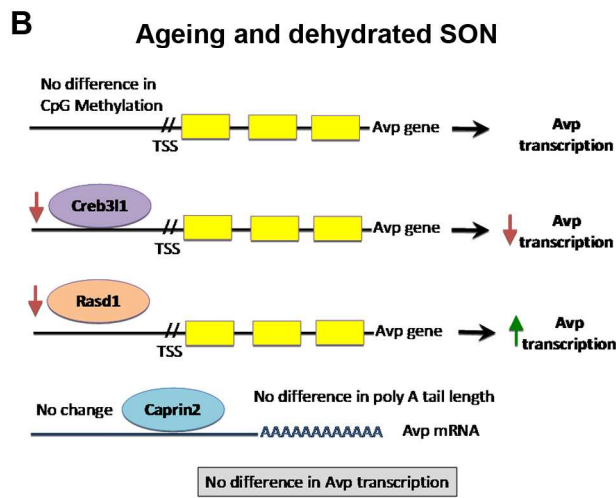 B
Ageing and dehydrated SON
No difference in
CpG Methylation
//
TSS
Avp gene
Avp
transcription
Creb3l1
//
TSS
Avp gene
Avp
transcription
Rasd1
//
TSS
Avp gene
Avp
transcription
No change
Caprin2
No difference in poly A tail length
AAAAAAAAAAAA
Avp mRNA
No difference in Avp transcription